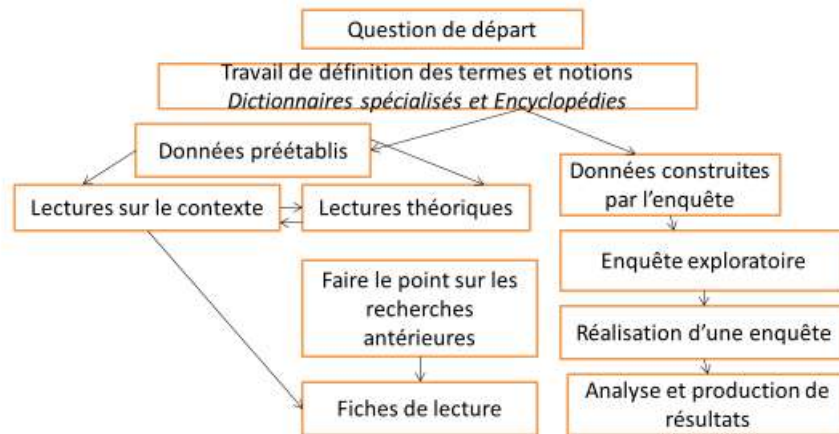 Question de départ
Travail de définition des termes et notions
Dictionnaires spécialisés et Encyclopédies
Données préétablis
Lectures sur le contexte
Lectures théoriques
Faire le point sur les
recherches
antérieures
Fiches de lecture
Données construites
par l'enquête
Enquête exploratoire
Réalisation d'une enquête
Analyse et production de
résultats